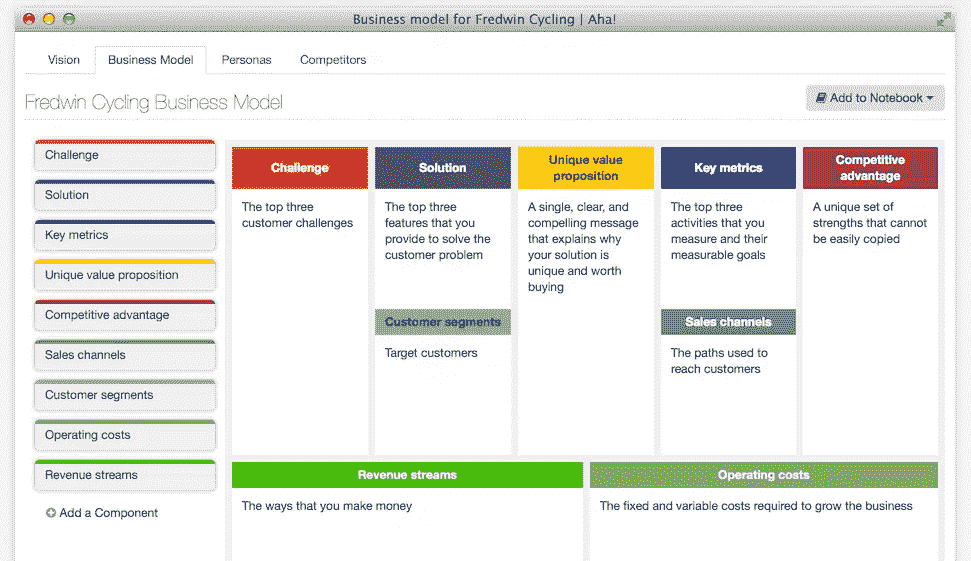 Business model for Fredwin Cycling | Aha!
Vision
Business Model
Personas
Competitors
Fredwin Cycling Business Model
Add to Notebook
Challenge
Solution
Key metrics
Unique value proposition
Competitive advantage
Sales channels
Customer segments
Operating costs
Revenue streams
Add a Component
Challenge
The top three
customer challenges
Solution
The top three
features that you
provide to solve the
customer problem
Customer segments
Target customers
Unique value
proposition
A single, clear, and
compelling message
that explains why
your solution is
unique and worth
buying
Key metrics
The top three
activities that you
measure and their
measurable goals
Sales channels
The paths used to
reach customers
Competitive
advantage
A unique set of
strengths that cannot
be easily copied
Revenue streams
The ways that you make money
Operating costs
The fixed and variable costs required to grow the business